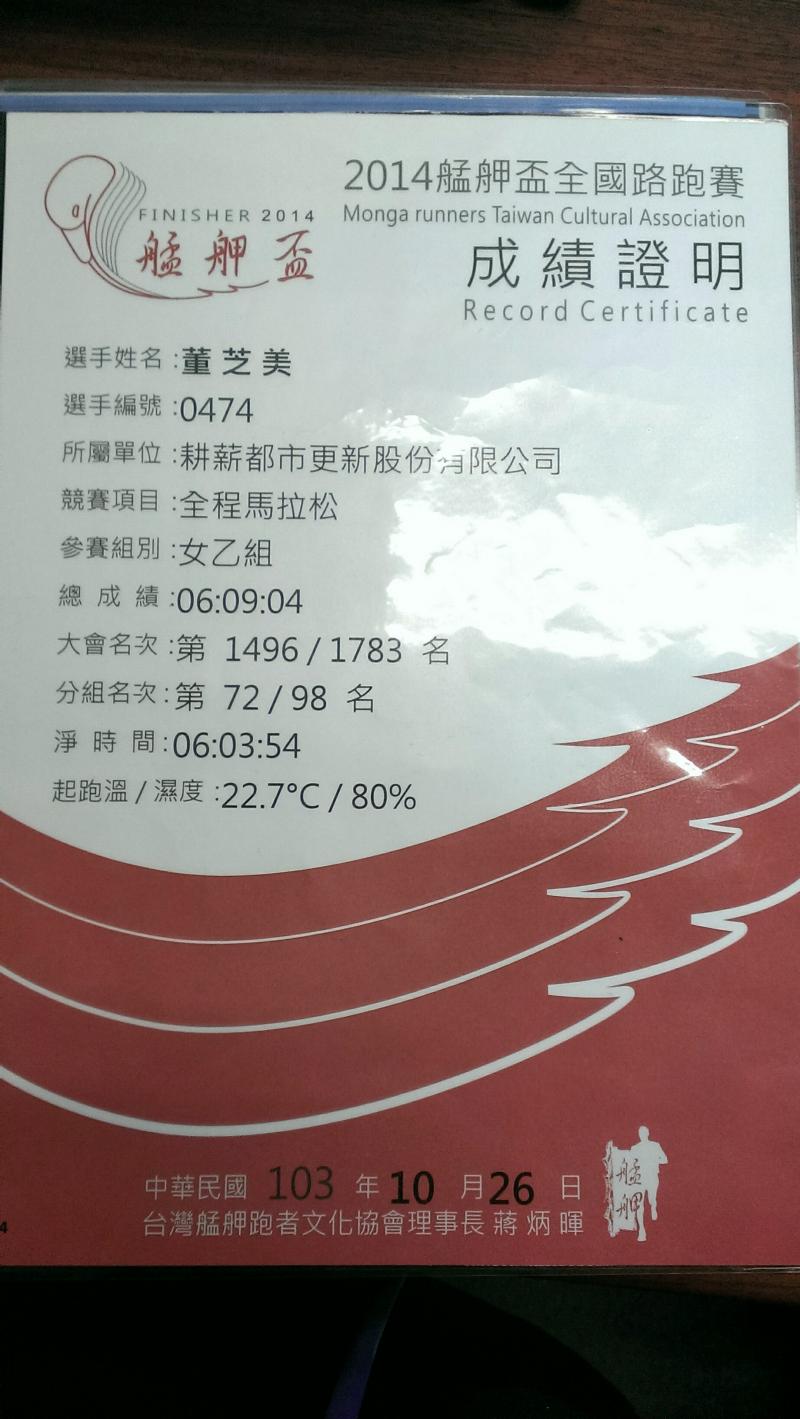 FINISHER 2014
艋舺盃
2014艋舺盃全國路跑賽
Monga runners Taiwan Cultural Association
成績證明
Record Certificate
選手姓名:董芝美
選手編號:0474
所屬單位:耕薪都市更新股份有限公司
競賽項目:全程馬拉松
參賽組別:女乙組
總成績:06:09:04
大會名次:第 1496 / 1783 名
分組名次:第 72 / 98 名
淨時間:06:03:54
起跑溫 / 濕度:22.7°C / 80%
艋舺
中華民國 103 年 10 月 26 日
台灣艋舺跑者文化協會理事長 蔣炳暉
4